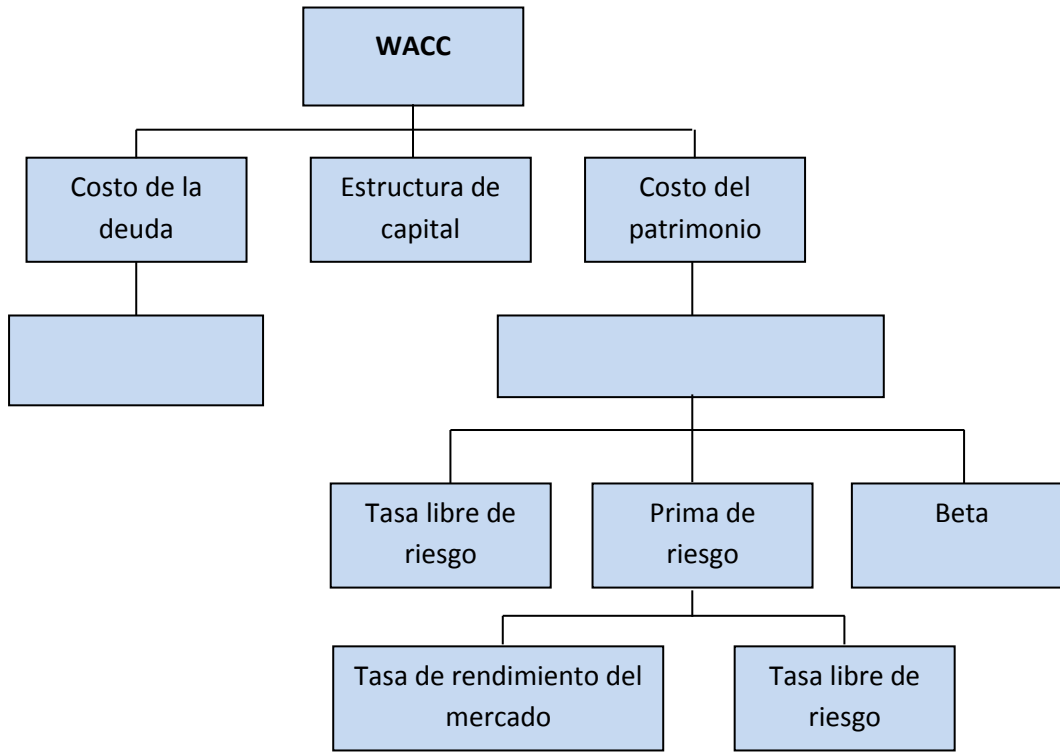 WACC
Costo de la
deuda
Estructura de
capital
Costo del
patrimonio
Tasa libre de
riesgo
Prima de
riesgo
Beta
Tasa de rendimiento del
mercado
Tasa libre de
riesgo